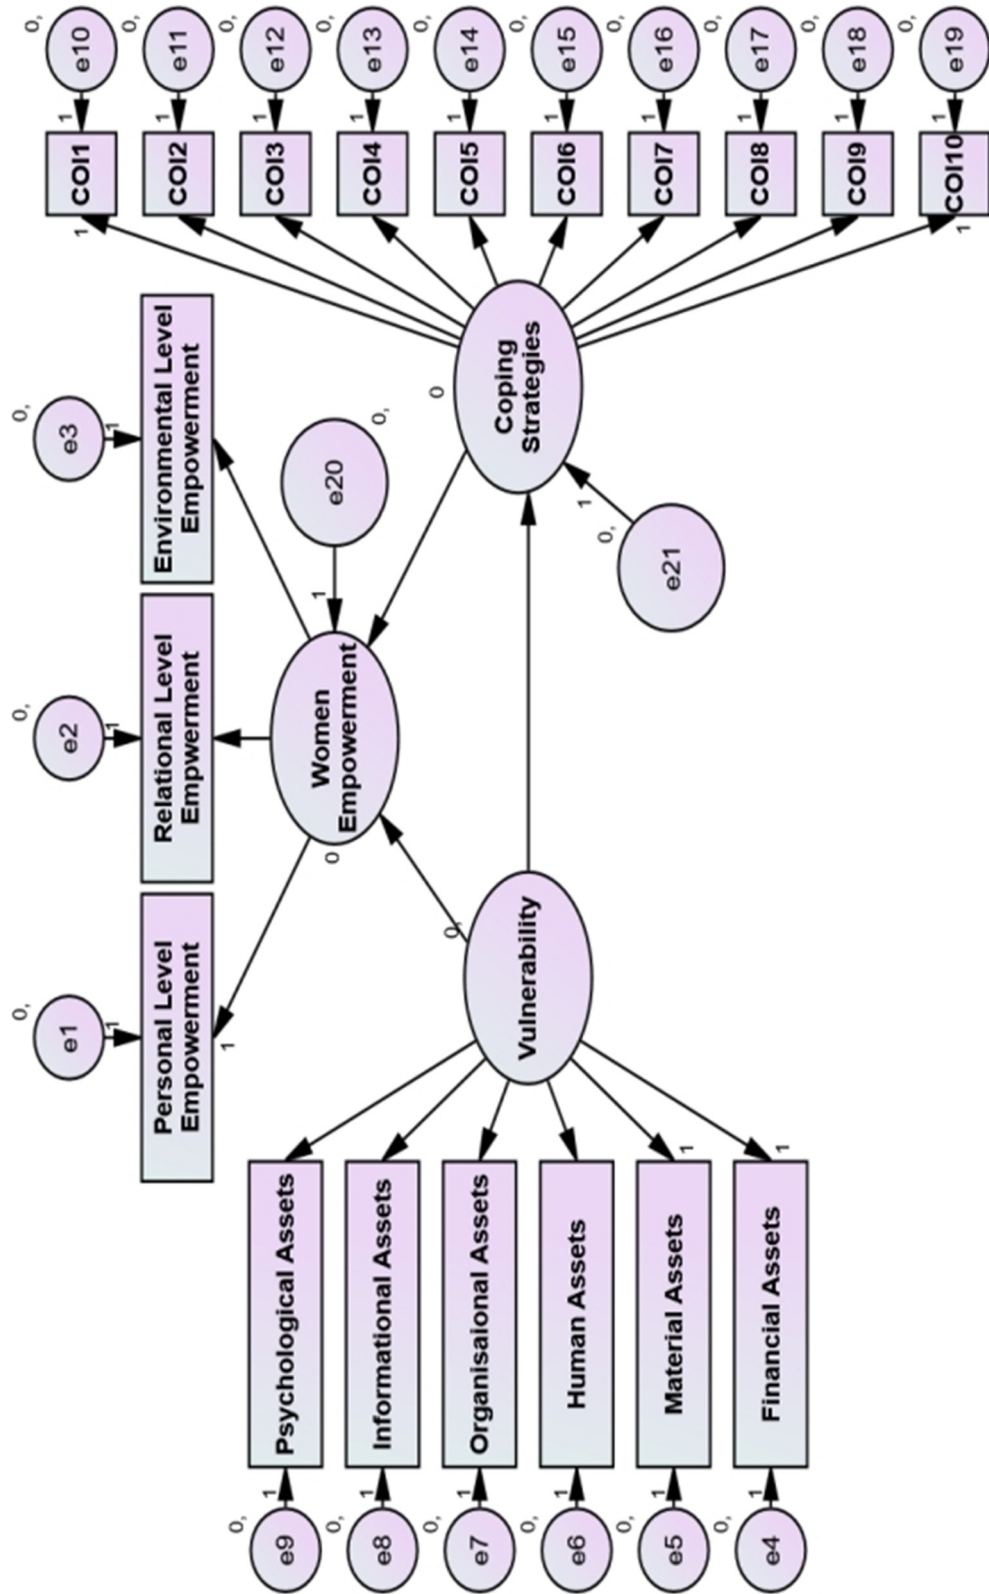 0,
e1
1
Personal Level
Empowerment
0,
e2
1
Relational Level
Empwerment
0,
e3
1
Environmental Level
Empowerment
1
0
Women
Empowerment
1
e20
0,
0,
e9
1
Psychological Assets
0,
e8
1
Informational Assets
0,
e7
1
Organisaional Assets
0,
e6
1
Human Assets
0,
e5
1
Material Assets
1
0,
e4
1
Financial Assets
1
0,
Vulnerability
0
Coping
Strategies
1
0,
e21
1
COI1
1
e10
0,
COI2
1
e11
0,
COI3
1
e12
0,
COI4
1
e13
0,
COI5
1
e14
0,
COI6
1
e15
0,
COI7
1
e16
0,
COI8
1
e17
0,
COI9
1
e18
0,
1
COI10
1
e19
0,